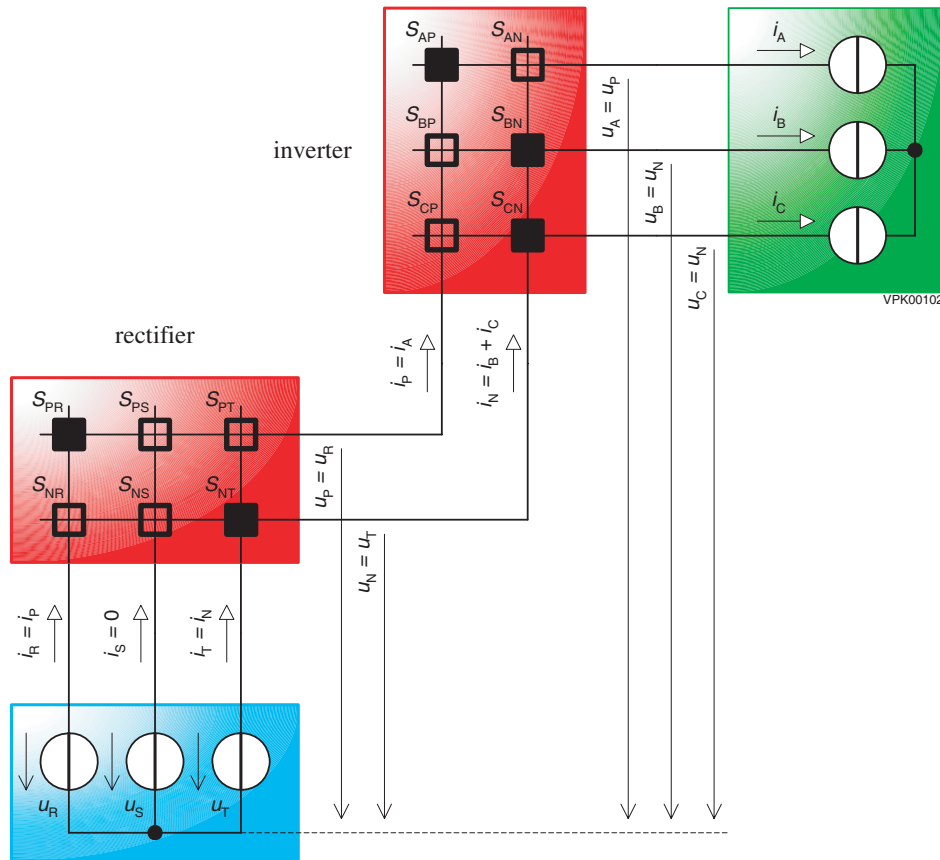 S_AP S_AN
i_A
S_BP S_BN
i_B
inverter
S_CP S_CN
i_C
u_A = u_P
u_B = u_N
u_C = u_N
VPK00102
rectifier
i_P = i_A
i_N = i_B + i_C
S_PR S_PS S_PT
S_NR S_NS S_NT
u_P = u_R
u_N = u_T
i_R = i_P
i_S = 0
i_T = i_N
u_R u_S u_T